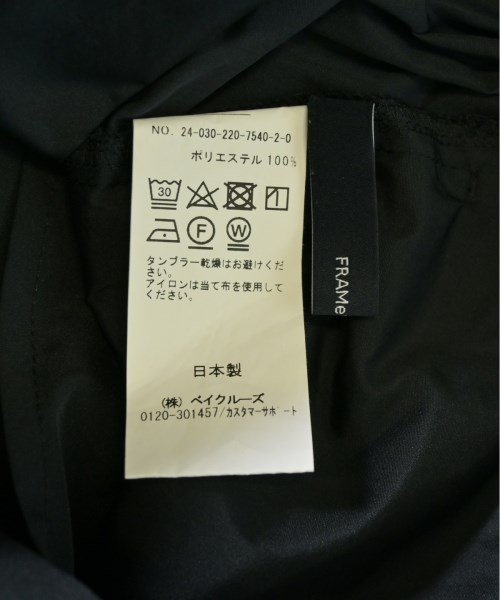 NO. 24-030-220-7540-2-0
ポリエステル 100%
30
1
F
W
タンブラー乾燥はお避けくだ
さい。
アイロンは当て布を使用して
ください。
日本製
(株) ベイクルーズ
0120-301457/カスタマーサポート
FRAMe